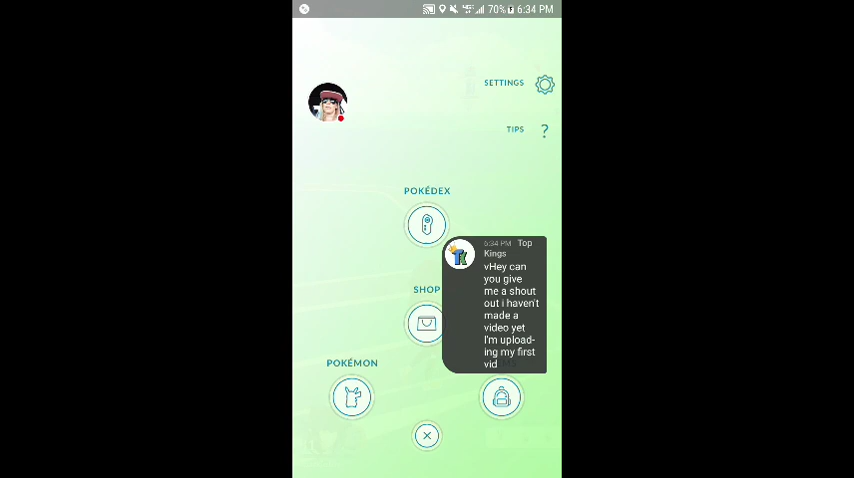 70% 6:34 PM
SETTINGS
TIPS
?
POKÉDEX
6:34 PM Top
Kings
vHey can
you give
me a shout
out i haven't
made a
video yet
I'm upload-
ing my first
vid
SHOP
POKÉMON